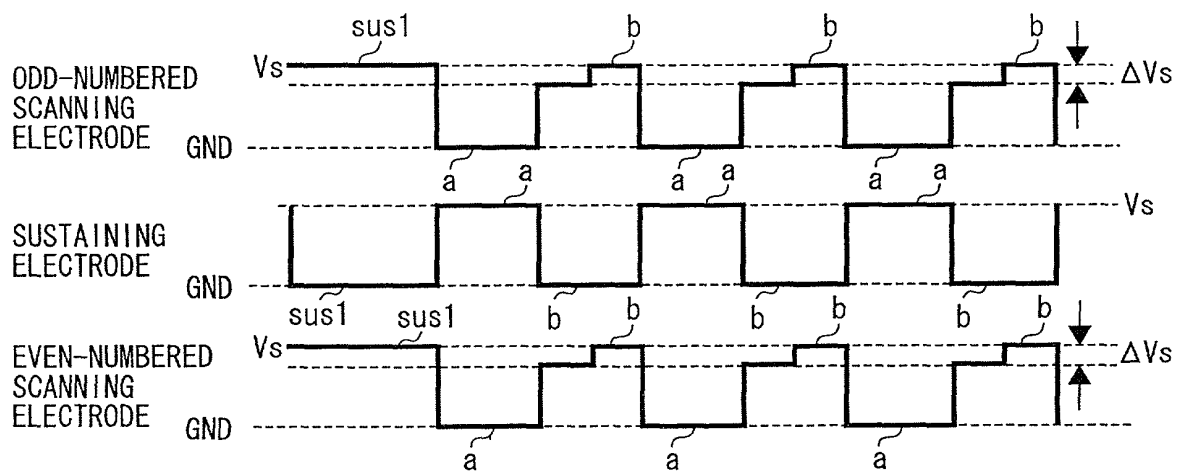 sus1 b b b
Vs
ODD-NUMBERED
SCANNING
ELECTRODE
ΔVs
GND
a a a
a a a
Vs
SUSTAINING
ELECTRODE
GND
sus1 sus1 b b b b b b
Vs
EVEN-NUMBERED
SCANNING
ELECTRODE
ΔVs
GND
a a a